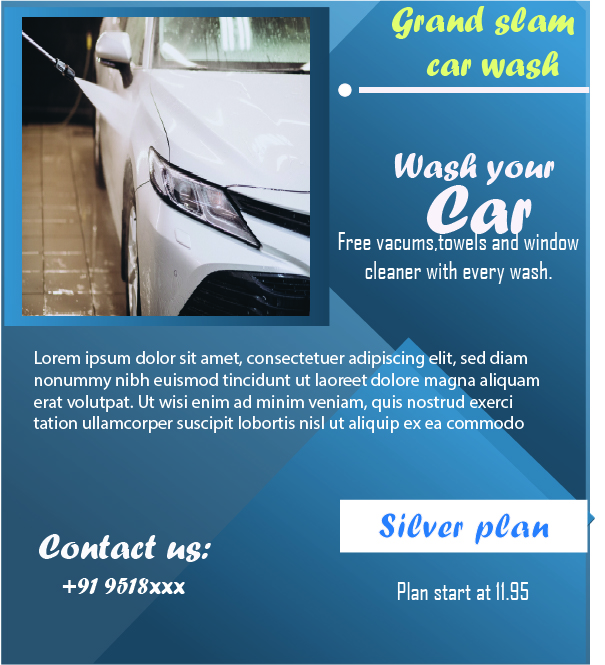 Grand slam
car wash
Wash your
Car
Free vacums,towels and window
cleaner with every wash.
Lorem ipsum dolor sit amet, consectetuer adipiscing elit, sed diam
nonummy nibh euismod tincidunt ut laoreet dolore magna aliquam
erat volutpat. Ut wisi enim ad minim veniam, quis nostrud exerci
tation ullamcorper suscipit lobortis nisl ut aliquip ex ea commodo
Silver plan
Contact us:
+91 9518xxx
Plan start at 11.95